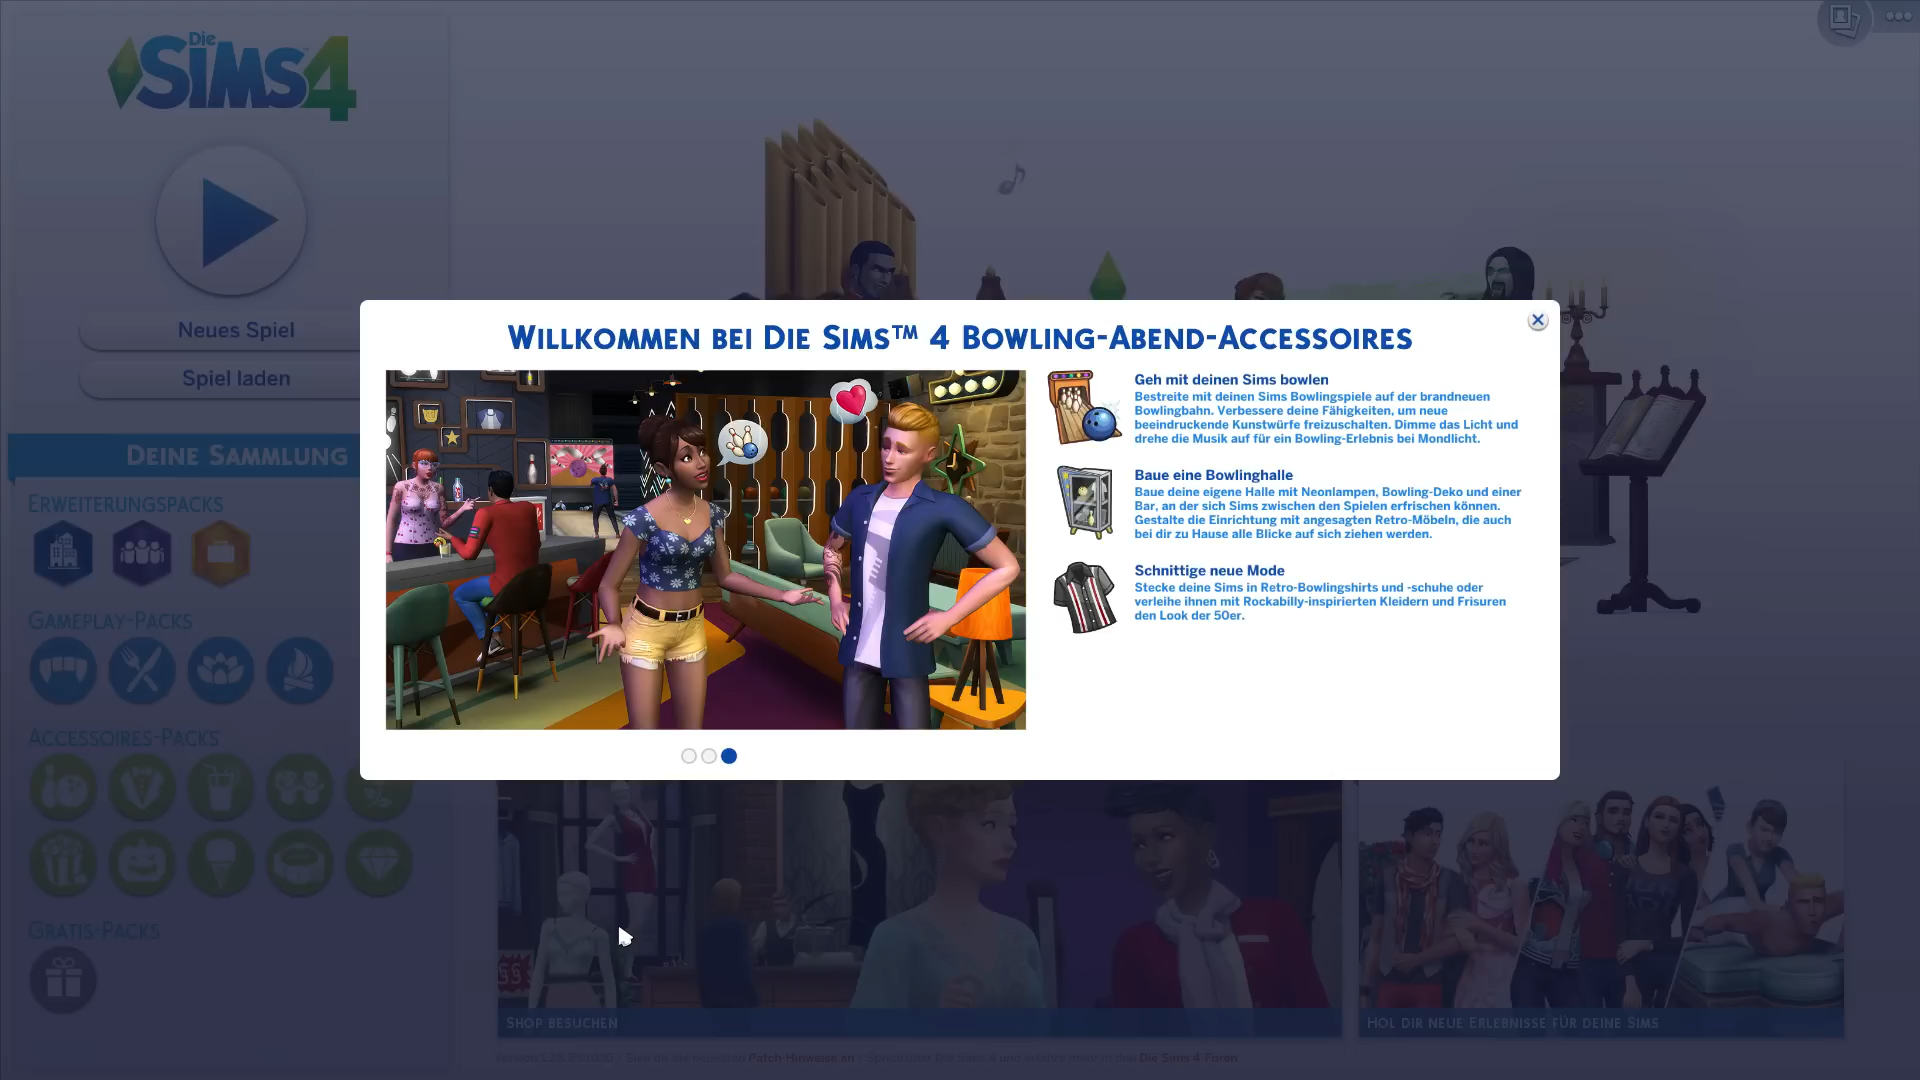 Die Sims 4
Neues Spiel
Spiel laden
Deine Sammlung
Erweiterungspacks
Gameplay-Packs
Accessoires-Packs
Gratis-Packs
Willkommen bei Die Sims™ 4 Bowling-Abend-Accessoires
Geh mit deinen Sims bowlen
Bestreite mit deinen Sims Bowlingspiele auf der brandneuen
Bowlingbahn. Verbessere deine Fähigkeiten, um neue
beeindruckende Kunstwürfe freizuschalten. Dimme das Licht und
drehe die Musik auf für ein Bowling-Erlebnis bei Mondlicht.
Baue eine Bowlinghalle
Baue deine eigene Halle mit Neonlampen, Bowling-Deko und einer
Bar, an der sich Sims zwischen den Spielen erfrischen können.
Gestalte die Einrichtung mit angesagten Retro-Möbeln, die auch
bei dir zu Hause alle Blicke auf sich ziehen werden.
Schnittige neue Mode
Stecke deine Sims in Retro-Bowlingshirts und -schuhe oder
verleihe ihnen mit Rockabilly-inspirierten Kleidern und Frisuren
den Look der 50er.
Shop besuchen
Hol dir neue Erlebnisse für deine Sims
Patch-Hinweise an
Die Sims 4 Foren